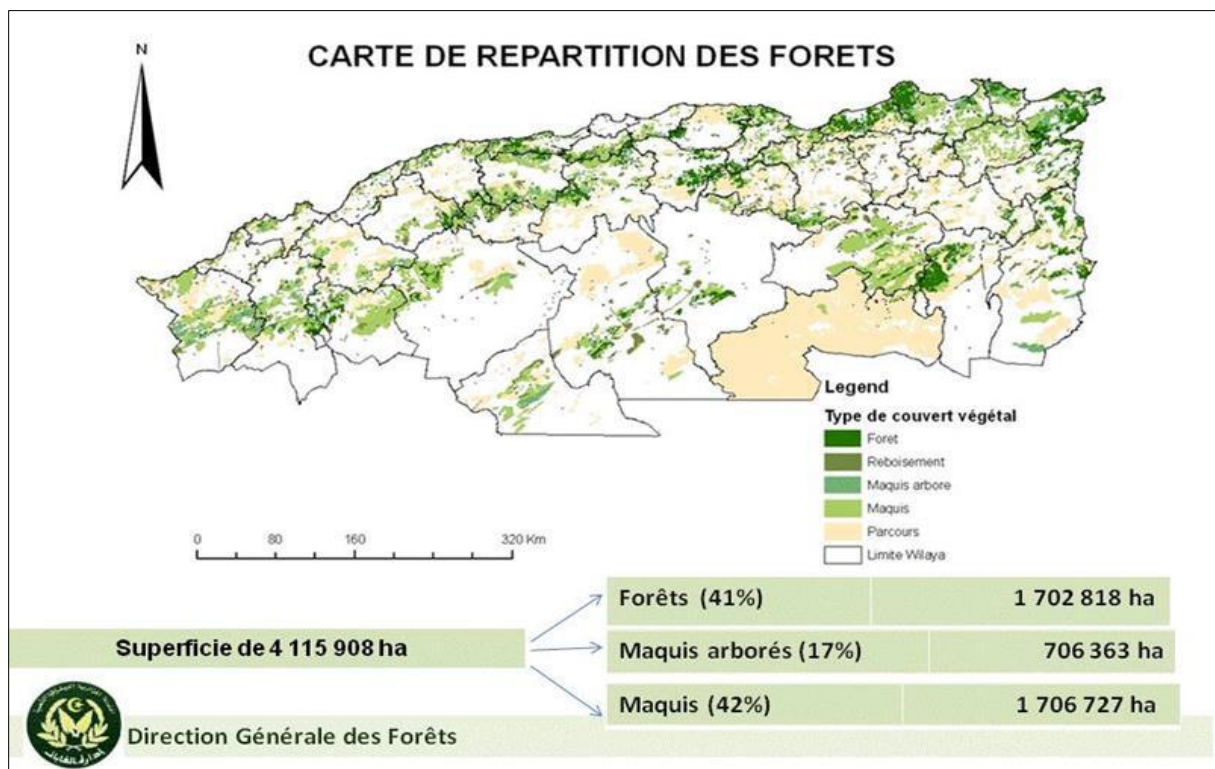 CARTE DE REPARTITION DES FORETS
N
Legend
Type de couvert végétal
Foret
Reboisement
Maquis arbore
Maquis
Parcours
Limite Wilaya
0 80 160 320 Km
Forêts (41%) 1 702 818 ha
Superficie de 4 115 908 ha
Maquis arborés (17%) 706 363 ha
Maquis (42%) 1 706 727 ha
Direction Générale des Forêts